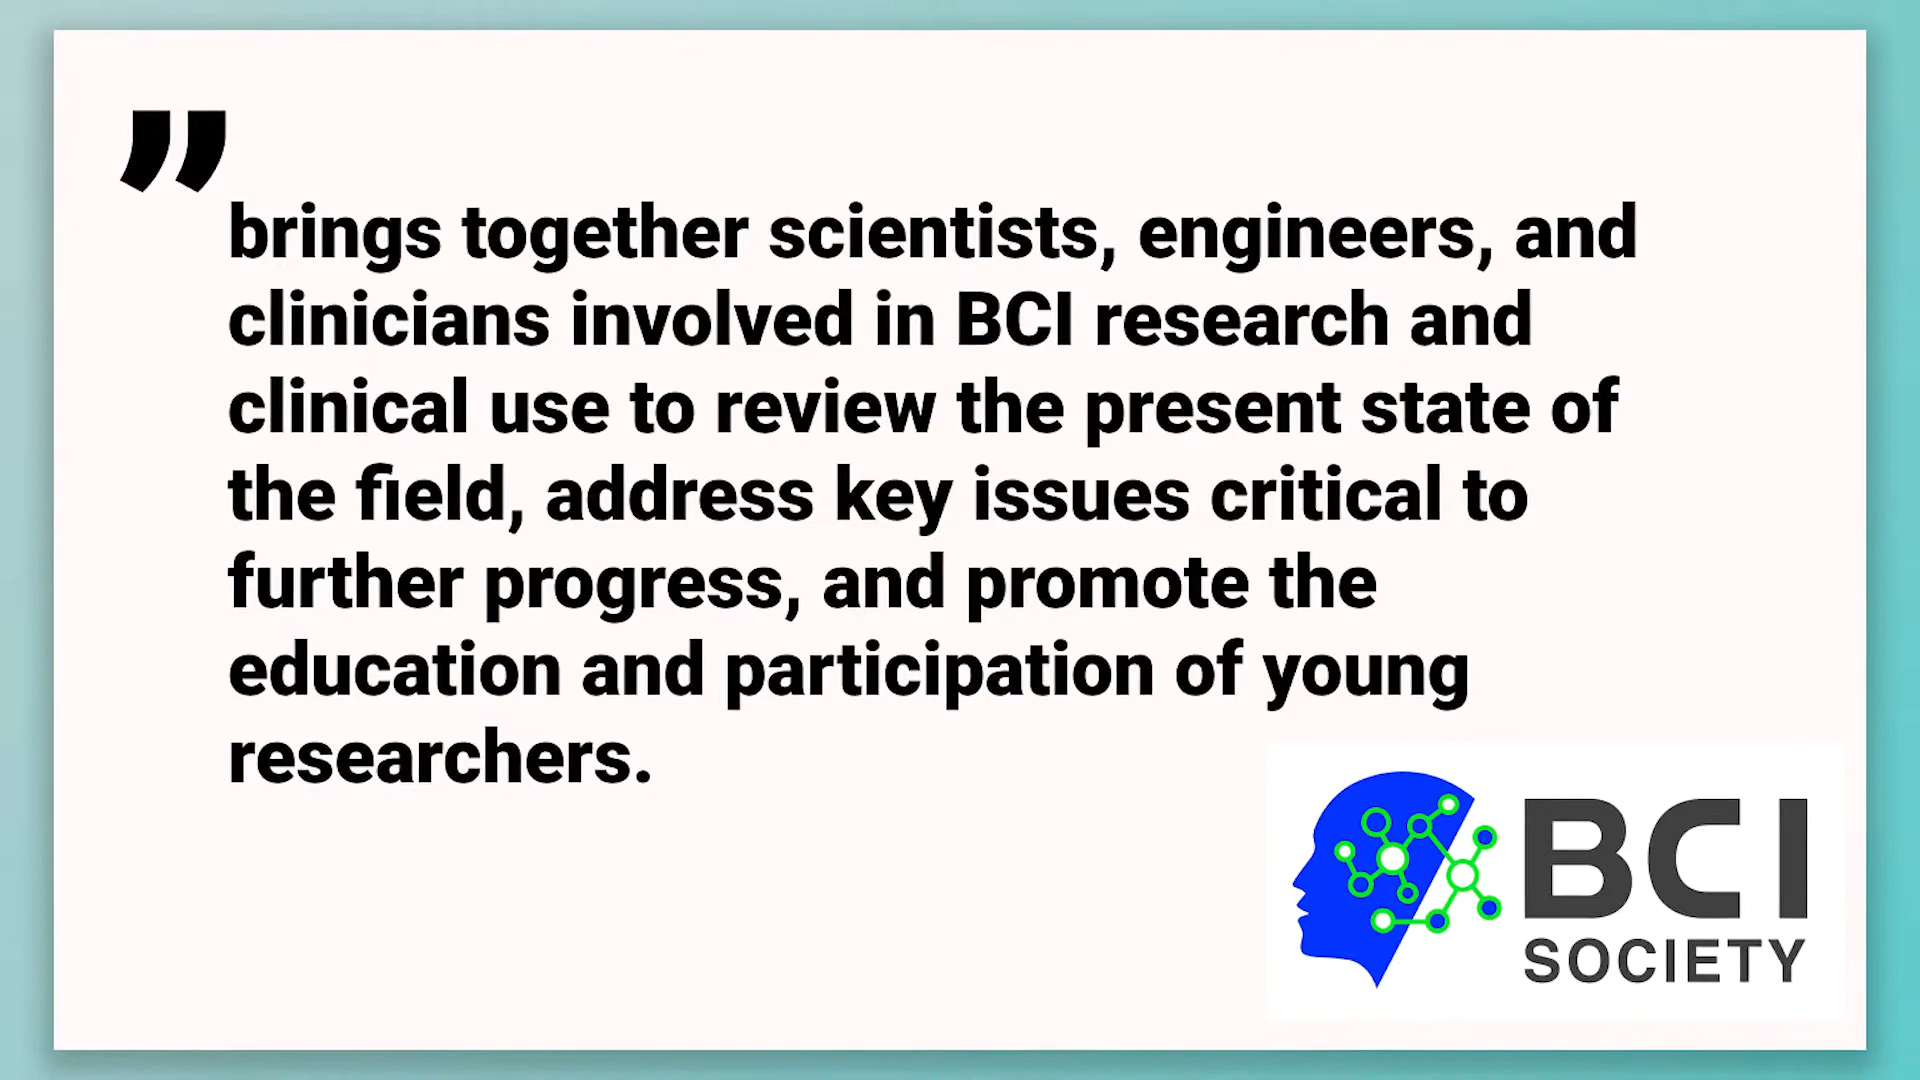 ”
brings together scientists, engineers, and
clinicians involved in BCI research and
clinical use to review the present state of
the field, address key issues critical to
further progress, and promote the
education and participation of young
researchers.
BCI
SOCIETY